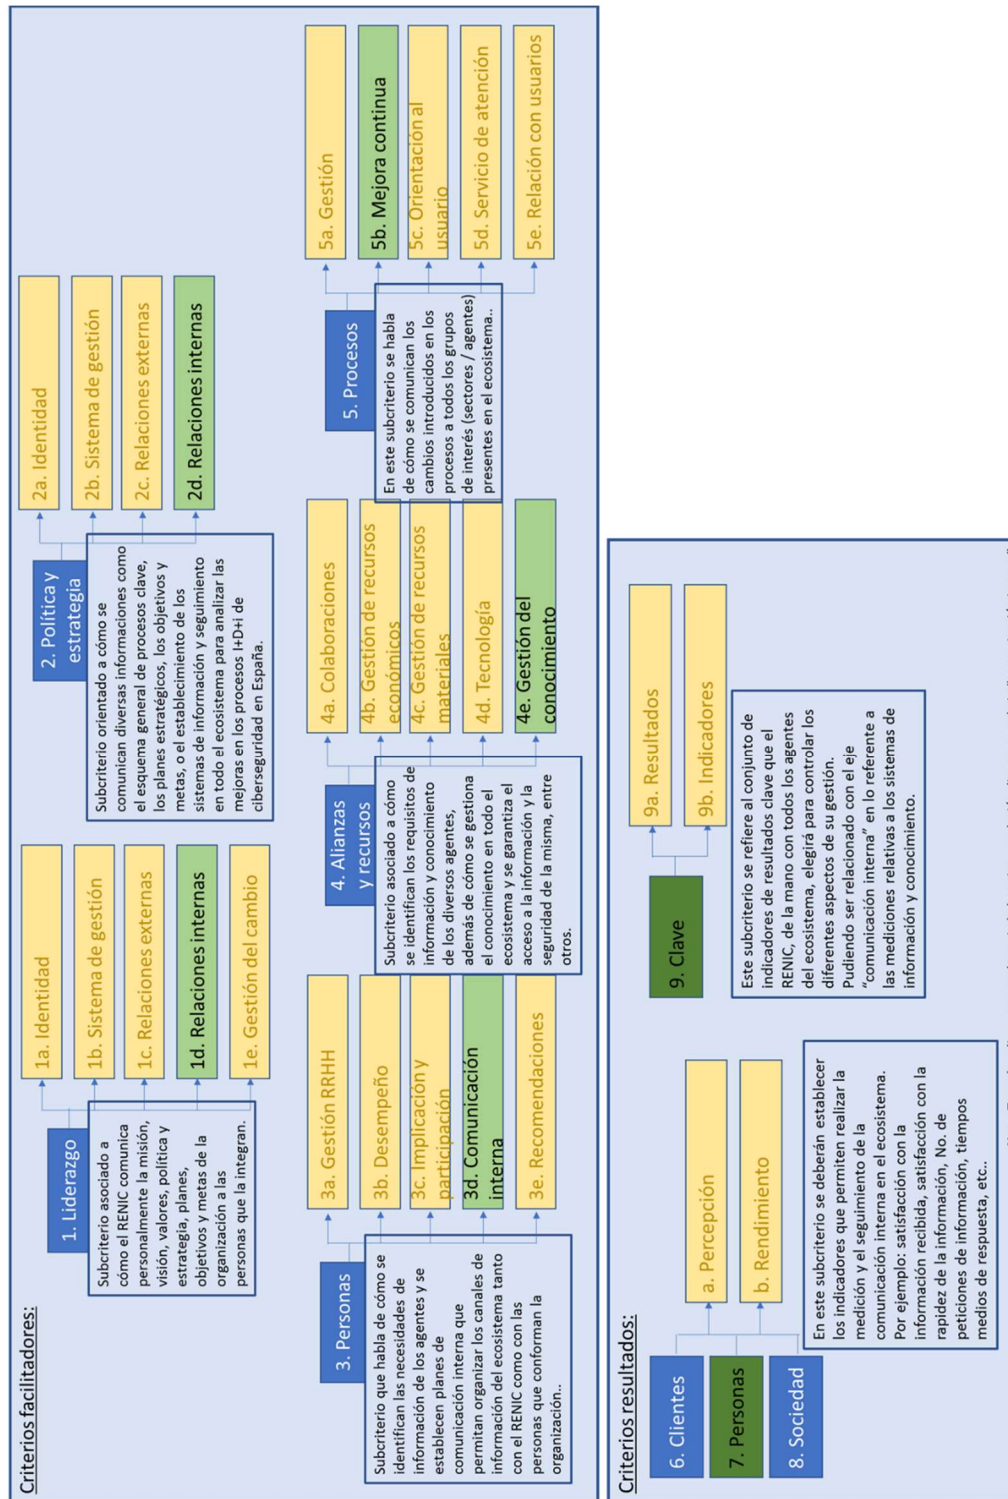 Criterios facilitadores:
1. Liderazgo
Subcriterio asociado a
cómo el RENIC comunica
personalmente la misión,
visión, valores, política y
estrategia, planes,
objetivos y metas de la
organización a las
personas que la integran.
1a. Identidad
1b. Sistema de gestión
1c. Relaciones externas
1d. Relaciones internas
1e. Gestión del cambio
2. Política y
estrategia
Subcriterio orientado a cómo se
comunican diversas informaciones como
el esquema general de procesos clave,
los planes estratégicos, los objetivos y
metas, o el establecimiento de los
sistemas de información y seguimiento
en todo el ecosistema para analizar las
mejoras en los procesos I+D+i de
ciberseguridad en España.
2a. Identidad
2b. Sistema de gestión
2c. Relaciones externas
2d. Relaciones internas
3. Personas
Subcriterio que habla de cómo se
identifican las necesidades de
información de los agentes y se
establecen planes de
comunicación interna que
permitan organizar los canales de
información del ecosistema tanto
con el RENIC como con las
personas que conforman la
organización..
3a. Gestión RRHH
3b. Desempeño
3c. Implicación y
participación
3d. Comunicación
interna
3e. Recomendaciones
4. Alianzas
y recursos
Subcriterio asociado a cómo
se identifican los requisitos de
información y conocimiento
de los diversos agentes,
además de cómo se gestiona
el conocimiento en todo el
ecosistema y se garantiza el
acceso a la información y la
seguridad de la misma, entre
otros.
4a. Colaboraciones
4b. Gestión de recursos
económicos
4c. Gestión de recursos
materiales
4d. Tecnología
4e. Gestión del
conocimiento
5. Procesos
En este subcriterio se habla
de cómo se comunican los
cambios introducidos en los
procesos a todos los grupos
de interés (sectores / agentes)
presentes en el ecosistema..
5a. Gestión
5b. Mejora continua
5c. Orientación al
usuario
5d. Servicio de atención
5e. Relación con usuarios
Criterios resultados:
6. Clientes
7. Personas
8. Sociedad
a. Percepción
b. Rendimiento
En este subcriterio se deberán establecer
los indicadores que permiten realizar la
medición y el seguimiento de la
comunicación interna en el ecosistema.
Por ejemplo: satisfacción con la
información recibida, satisfacción con la
rapidez de la información, No. de
peticiones de información, tiempos
medios de respuesta, etc..
9. Clave
9a. Resultados
9b. Indicadores
Este subcriterio se refiere al conjunto de
indicadores de resultados clave que el
RENIC, de la mano con todos los agentes
del ecosistema, elegirá para controlar los
diferentes aspectos de su gestión.
Pudiendo ser relacionado con el eje
“comunicación interna” en lo referente a
las mediciones relativas a los sistemas de
información y conocimiento.